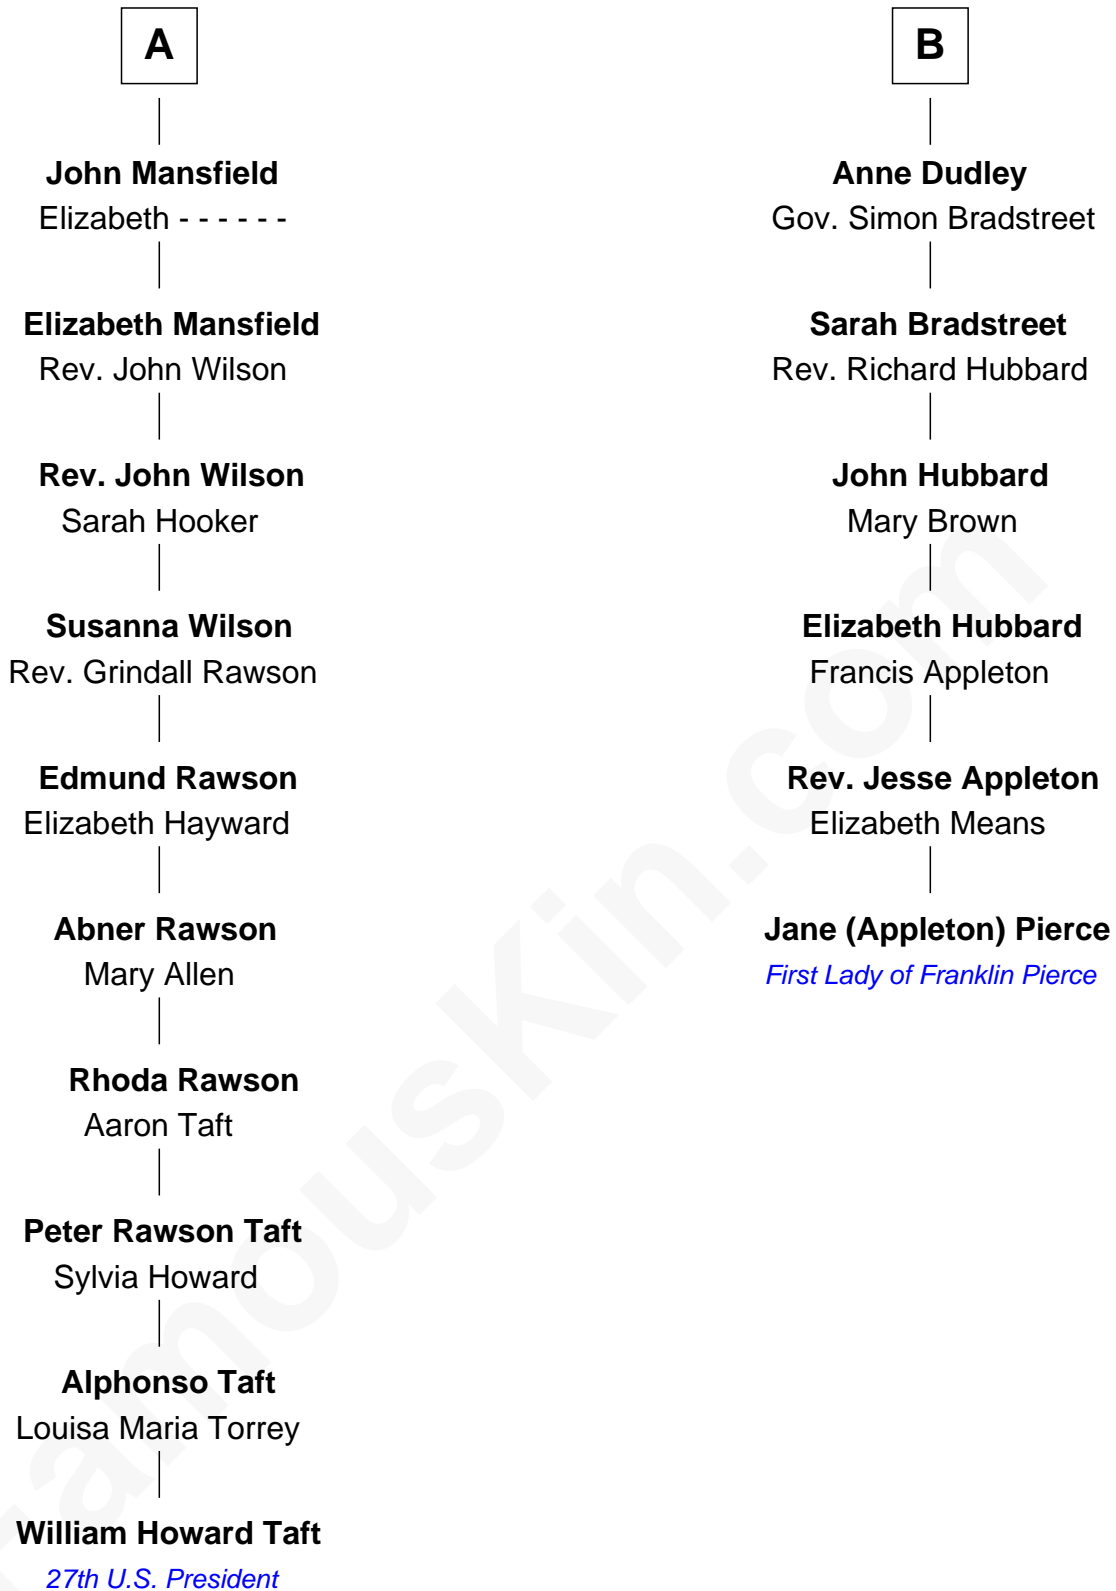 A
John Mansfield
Elizabeth - - - - - -
Elizabeth Mansfield
Rev. John Wilson
Rev. John Wilson
Sarah Hooker
Susanna Wilson
Rev. Grindall Rawson
Edmund Rawson
Elizabeth Hayward
Abner Rawson
Mary Allen
Rhoda Rawson
Aaron Taft
Peter Rawson Taft
Sylvia Howard
Alphonso Taft
Louisa Maria Torrey
William Howard Taft
27th U.S. President
B
Anne Dudley
Gov. Simon Bradstreet
Sarah Bradstreet
Rev. Richard Hubbard
John Hubbard
Mary Brown
Elizabeth Hubbard
Francis Appleton
Rev. Jesse Appleton
Elizabeth Means
Jane (Appleton) Pierce
First Lady of Franklin Pierce
FamousKin.com